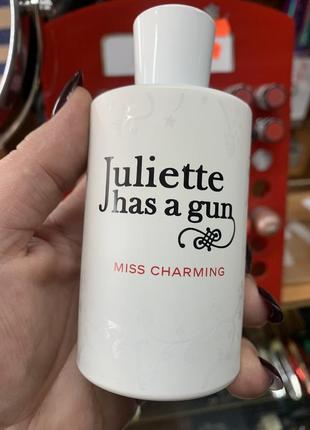 Juliette
has a gun
MISS CHARMING